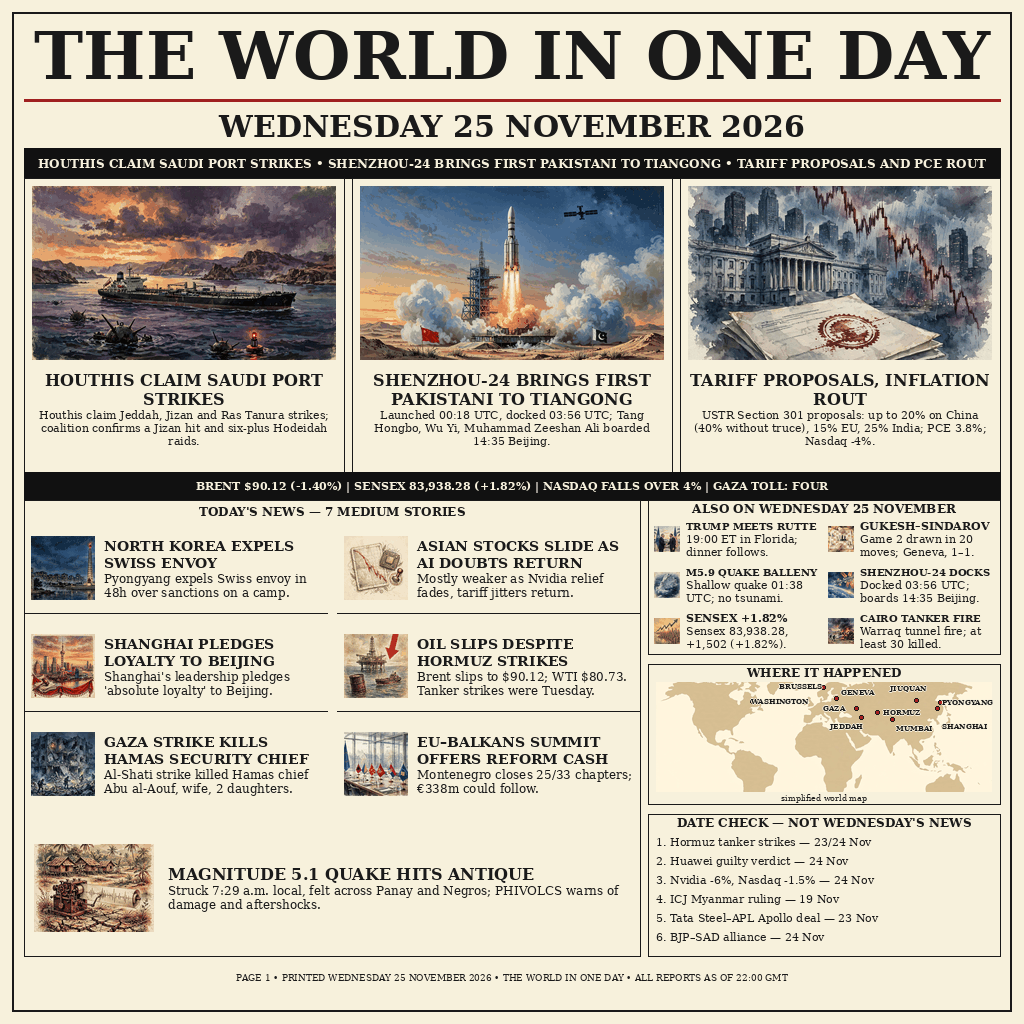 THE WORLD IN ONE DAY
WEDNESDAY 25 NOVEMBER 2026
HOUTHIS CLAIM SAUDI PORT STRIKES • SHENZHOU-24 BRINGS FIRST PAKISTANI TO TIANGONG • TARIFF PROPOSALS AND PCE ROUT
HOUTHIS CLAIM SAUDI PORT
STRIKES
Houthis claim Jeddah, Jizan and Ras Tanura strikes;
coalition confirms a Jizan hit and six-plus Hodeidah
raids.
SHENZHOU-24 BRINGS FIRST
PAKISTANI TO TIANGONG
Launched 00:18 UTC, docked 03:56 UTC; Tang
Hongbo, Wu Yi, Muhammad Zeeshan Ali boarded
14:35 Beijing.
TARIFF PROPOSALS, INFLATION
ROUT
USTR Section 301 proposals: up to 20% on China
(40% without truce), 15% EU, 25% India; PCE 3.8%;
Nasdaq -4%.
BRENT $90.12 (-1.40%) | SENSEX 83,938.28 (+1.82%) | NASDAQ FALLS OVER 4% | GAZA TOLL: FOUR
TODAY'S NEWS — 7 MEDIUM STORIES
NORTH KOREA EXPELS
SWISS ENVOY
Pyongyang expels Swiss envoy in
48h over sanctions on a camp.
ASIAN STOCKS SLIDE AS
AI DOUBTS RETURN
Mostly weaker as Nvidia relief
fades, tariff jitters return.
SHANGHAI PLEDGES
LOYALTY TO BEIJING
Shanghai's leadership pledges
'absolute loyalty' to Beijing.
OIL SLIPS DESPITE
HORMUZ STRIKES
Brent slips to $90.12; WTI $80.73.
Tanker strikes were Tuesday.
GAZA STRIKE KILLS
HAMAS SECURITY CHIEF
Al-Shati strike killed Hamas chief
Abu al-Aouf, wife, 2 daughters.
EU–BALKANS SUMMIT
OFFERS REFORM CASH
Montenegro closes 25/33 chapters;
€338m could follow.
MAGNITUDE 5.1 QUAKE HITS ANTIQUE
Struck 7:29 a.m. local, felt across Panay and Negros; PHIVOLCS warns of
damage and aftershocks.
ALSO ON WEDNESDAY 25 NOVEMBER
TRUMP MEETS RUTTE
19:00 ET in Florida;
dinner follows.
GUKESH–SINDAROV
Game 2 drawn in 20
moves; Geneva, 1–1.
M5.9 QUAKE BALLENY
Shallow quake 01:38
UTC; no tsunami.
SHENZHOU-24 DOCKS
Docked 03:56 UTC;
boards 14:35 Beijing.
SENSEX +1.82%
Sensex 83,938.28,
+1,502 (+1.82%).
CAIRO TANKER FIRE
Warraq tunnel fire; at
least 30 killed.
WHERE IT HAPPENED
BRUSSELS
GENEVA
JIUQUAN
WASHINGTON
PYONGYANG
GAZA
HORMUZ
JEDDAH
MUMBAI
SHANGHAI
simplified world map
DATE CHECK — NOT WEDNESDAY'S NEWS
1. Hormuz tanker strikes — 23/24 Nov
2. Huawei guilty verdict — 24 Nov
3. Nvidia -6%, Nasdaq -1.5% — 24 Nov
4. ICJ Myanmar ruling — 19 Nov
5. Tata Steel–APL Apollo deal — 23 Nov
6. BJP–SAD alliance — 24 Nov
PAGE 1 • PRINTED WEDNESDAY 25 NOVEMBER 2026 • THE WORLD IN ONE DAY • ALL REPORTS AS OF 22:00 GMT